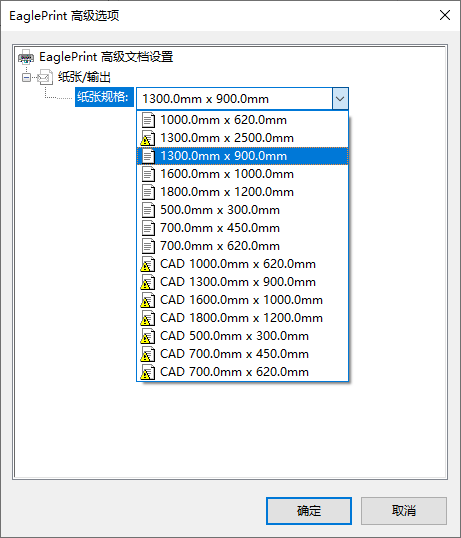 EaglePrint 高级选项
EaglePrint 高级文档设置
纸张/输出
纸张规格: 1300.0mm x 900.0mm
1000.0mm x 620.0mm
1300.0mm x 2500.0mm
1300.0mm x 900.0mm
1600.0mm x 1000.0mm
1800.0mm x 1200.0mm
500.0mm x 300.0mm
700.0mm x 450.0mm
700.0mm x 620.0mm
CAD 1000.0mm x 620.0mm
CAD 1300.0mm x 900.0mm
CAD 1600.0mm x 1000.0mm
CAD 1800.0mm x 1200.0mm
CAD 500.0mm x 300.0mm
CAD 700.0mm x 450.0mm
CAD 700.0mm x 620.0mm
确定 取消